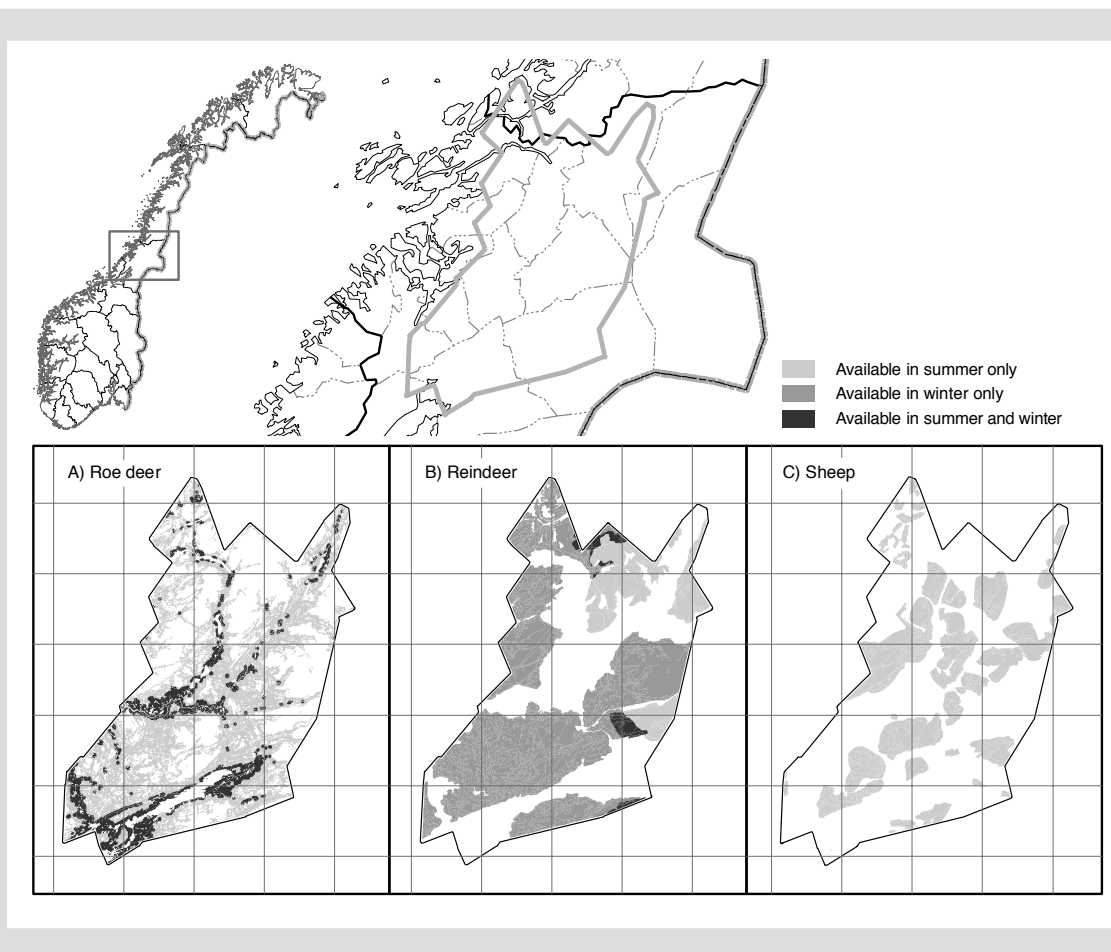 Available in summer only
Available in winter only
Available in summer and winter
A) Roe deer
B) Reindeer
C) Sheep